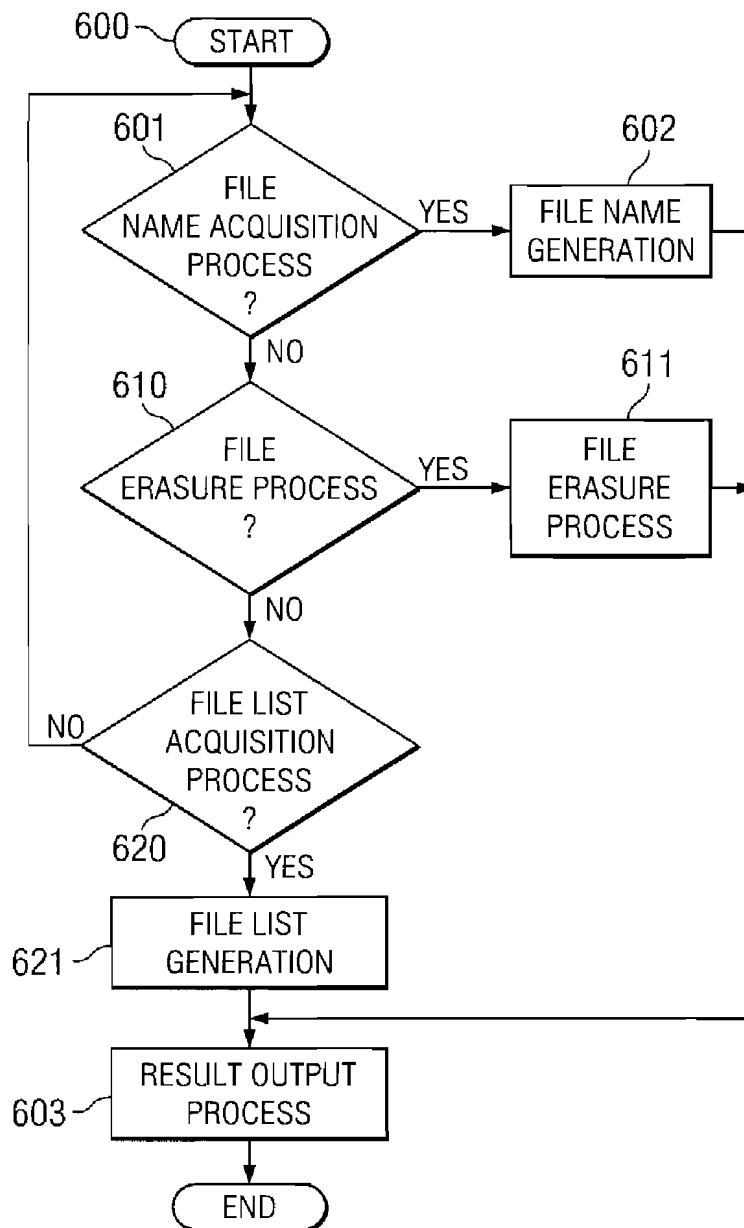 600
START
601
FILE
NAME ACQUISITION
PROCESS
?
YES
602
FILE NAME
GENERATION
NO
610
FILE
ERASURE PROCESS
?
YES
611
FILE
ERASURE
PROCESS
NO
FILE LIST
ACQUISITION
PROCESS
?
NO
620
YES
FILE LIST
GENERATION
621
RESULT OUTPUT
PROCESS
603
END